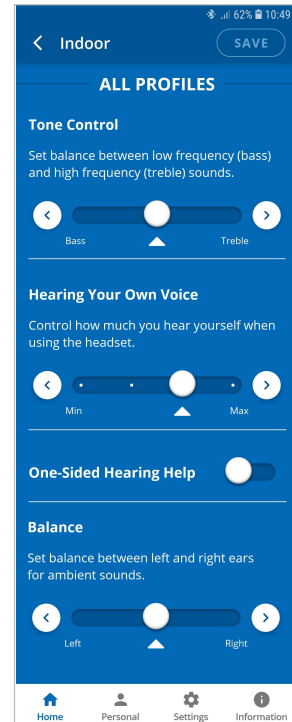 62% 10:49
Indoor SAVE
ALL PROFILES
Tone Control
Set balance between low frequency (bass)
and high frequency (treble) sounds.
Bass Treble
Hearing Your Own Voice
Control how much you hear yourself when
using the headset.
Min Max
One-Sided Hearing Help
Balance
Set balance between left and right ears
for ambient sounds.
Left Right
Home Personal Settings Information